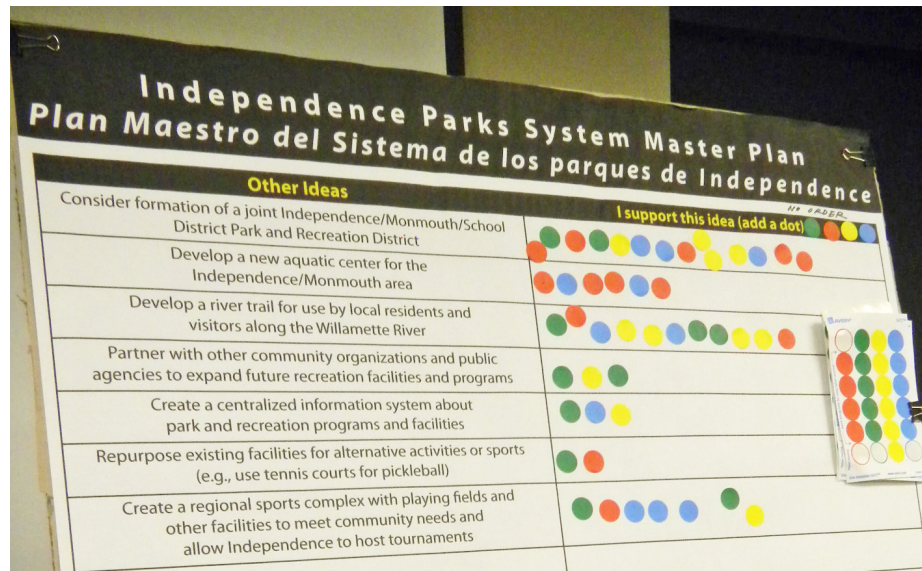 Independence Parks System Master Plan
Plan Maestro del Sistema de los parques de Independence
Other Ideas
I support this idea (add a dot)
NO ORDER
Consider formation of a joint Independence/Monmouth/School
District Park and Recreation District
Develop a new aquatic center for the
Independence/Monmouth area
Develop a river trail for use by local residents and
visitors along the Willamette River
Partner with other community organizations and public
agencies to expand future recreation facilities and programs
Create a centralized information system about
park and recreation programs and facilities
Repurpose existing facilities for alternative activities or sports
(e.g., use tennis courts for pickleball)
Create a regional sports complex with playing fields and
other facilities to meet community needs and
allow Independence to host tournaments